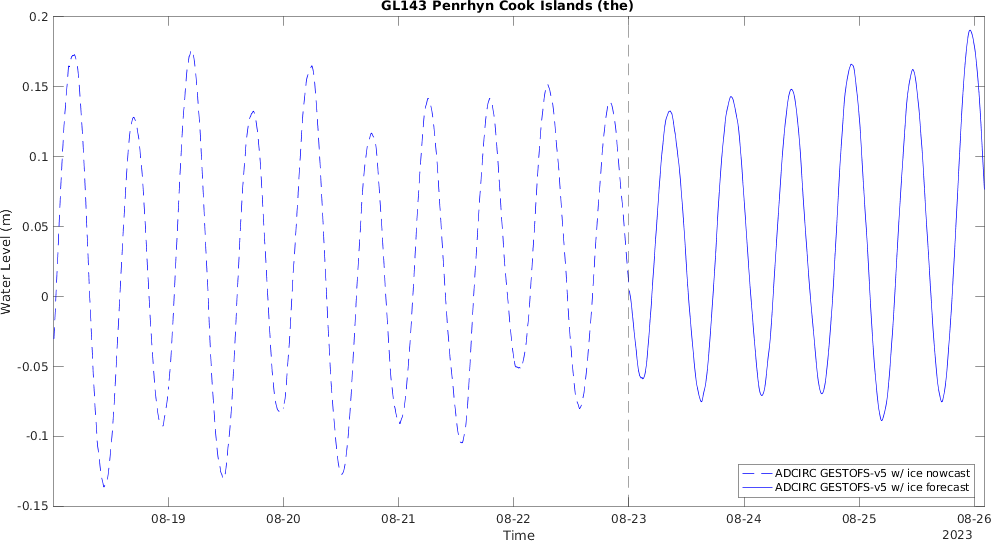 GL143 Penrhyn Cook Islands (the)
0.2
0.15
0.1
0.05
0
-0.05
-0.1
-0.15
Water Level (m)
ADCIRC GESTOFS-v5 w/ ice nowcast
ADCIRC GESTOFS-v5 w/ ice forecast
08-19 08-20 08-21 08-22 08-23 08-24 08-25 08-26
Time
2023